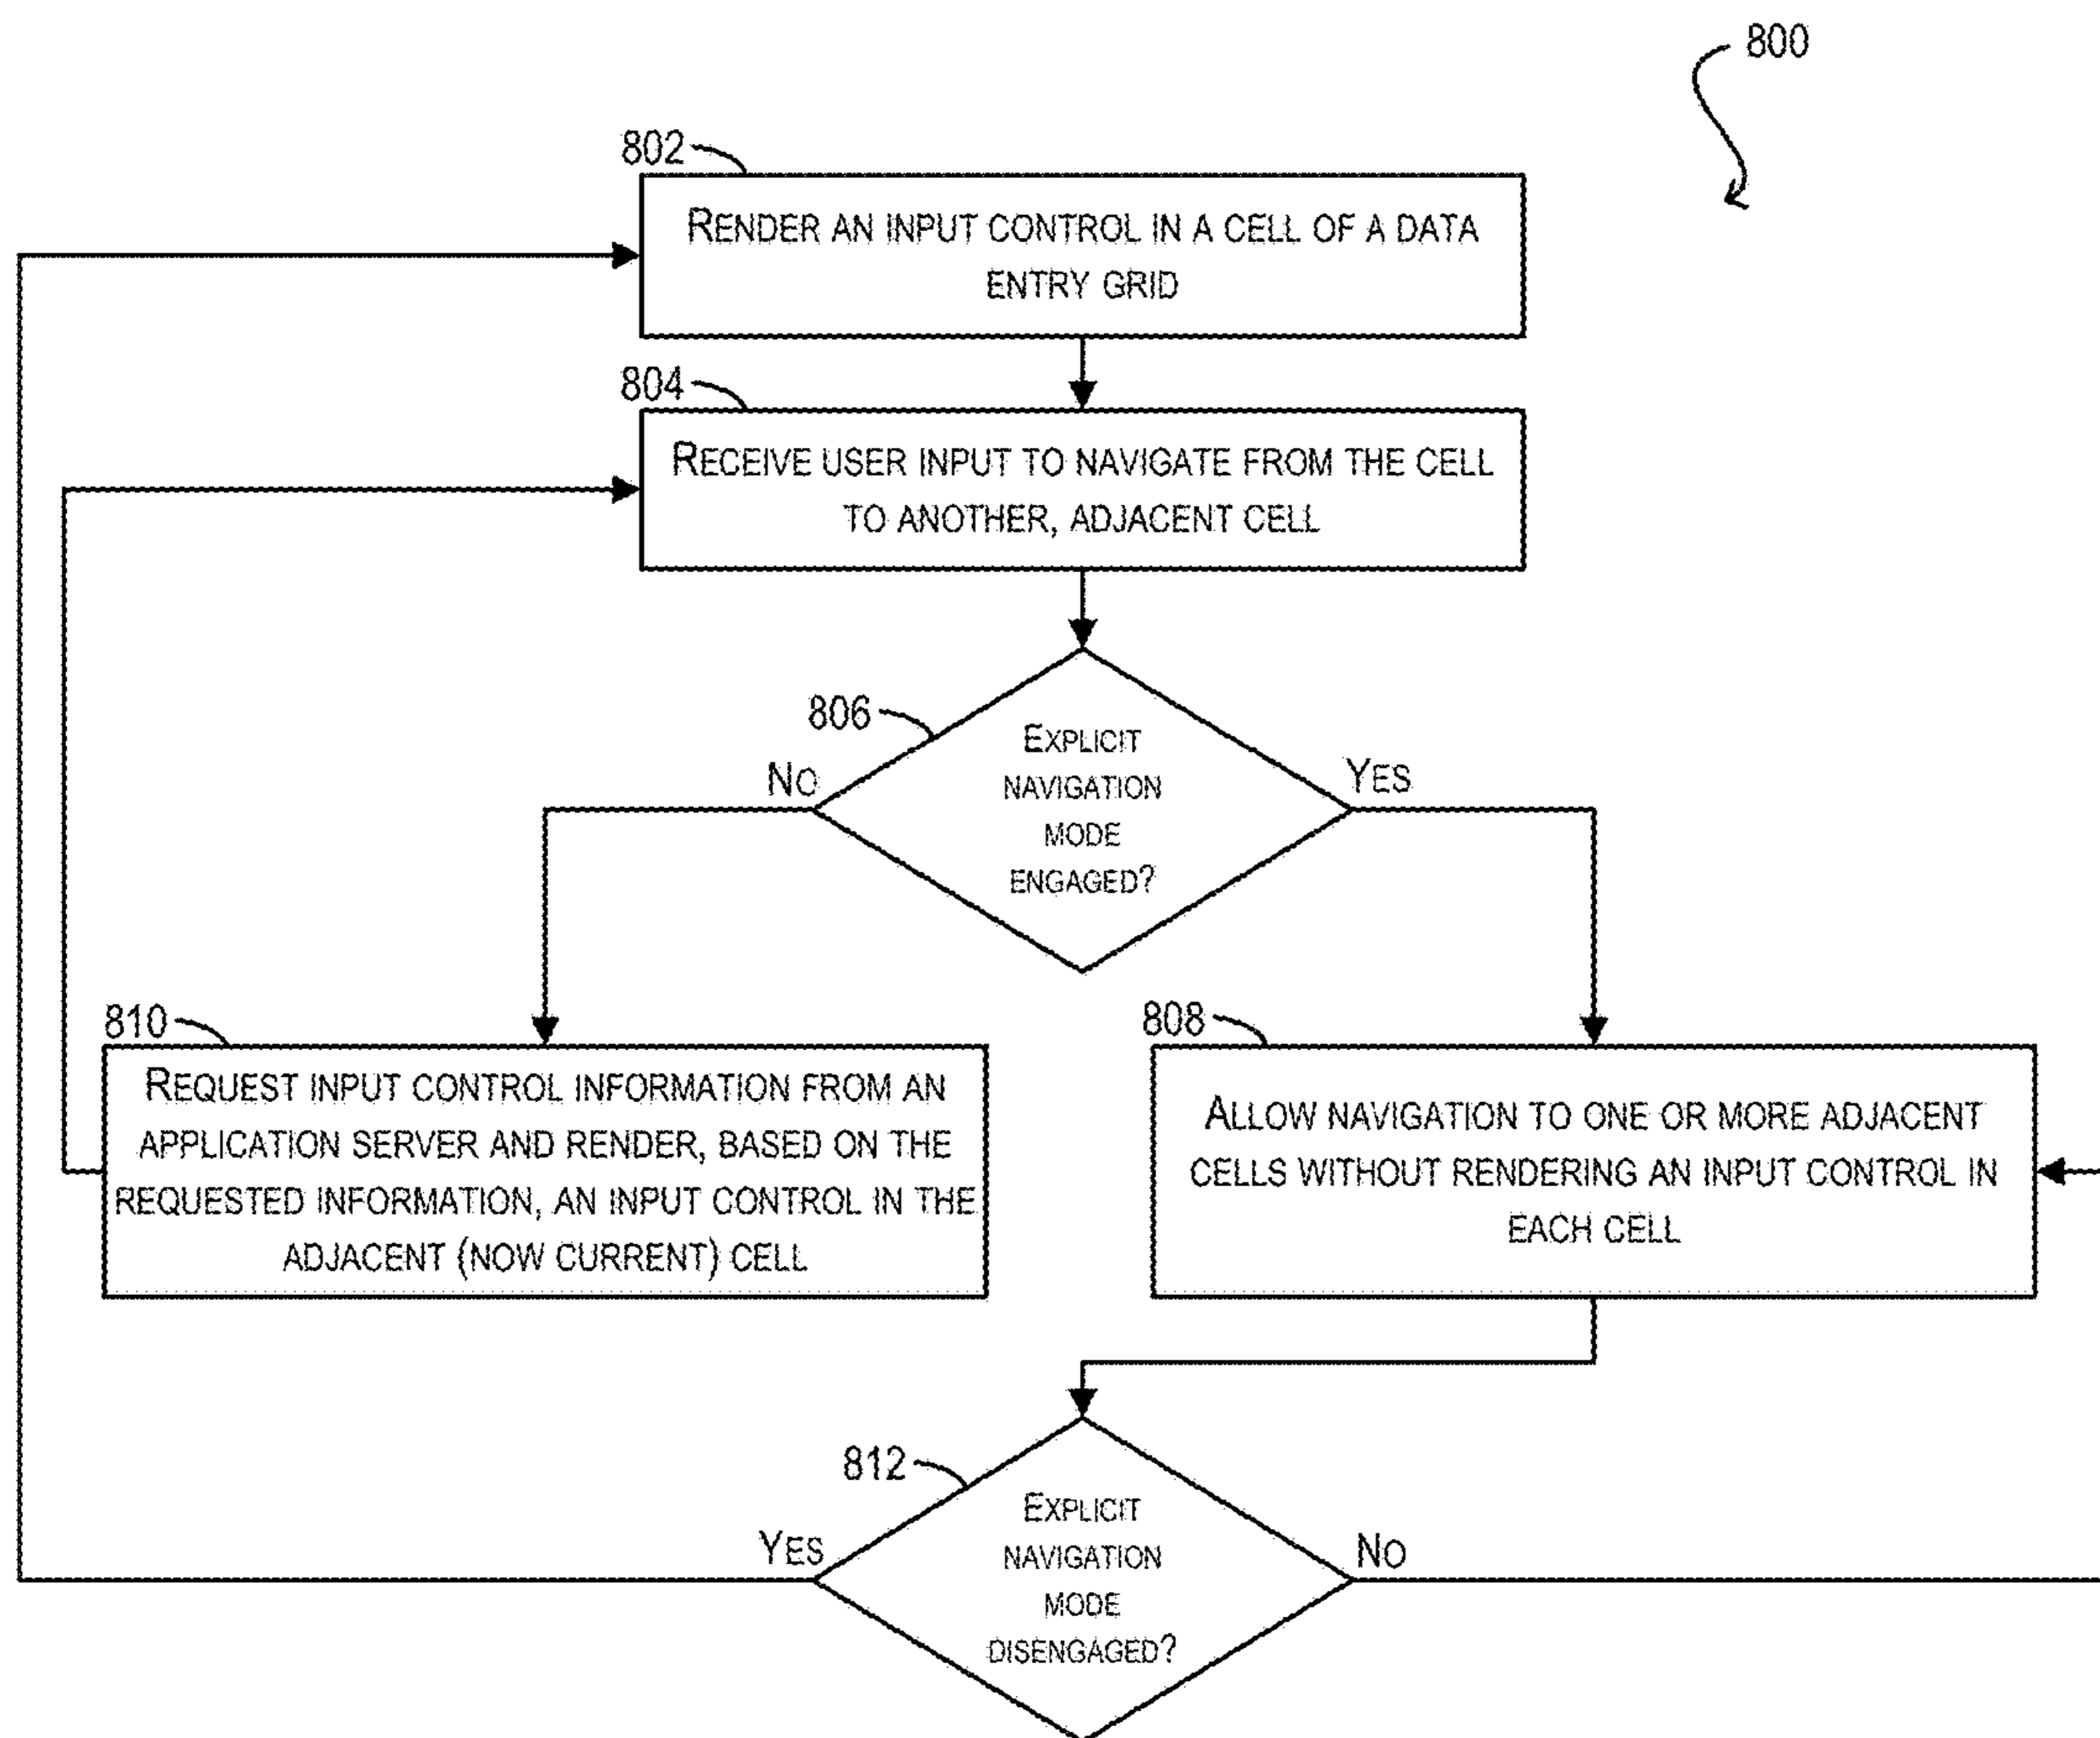 800
802
RENDER AN INPUT CONTROL IN A CELL OF A DATA
ENTRY GRID
804
RECEIVE USER INPUT TO NAVIGATE FROM THE CELL
TO ANOTHER, ADJACENT CELL
806
EXPLICIT
NAVIGATION
MODE
ENGAGED?
NO
YES
810
REQUEST INPUT CONTROL INFORMATION FROM AN
APPLICATION SERVER AND RENDER, BASED ON THE
REQUESTED INFORMATION, AN INPUT CONTROL IN THE
ADJACENT (NOW CURRENT) CELL
808
ALLOW NAVIGATION TO ONE OR MORE ADJACENT
CELLS WITHOUT RENDERING AN INPUT CONTROL IN
EACH CELL
812
EXPLICIT
NAVIGATION
MODE
DISENGAGED?
YES
NO